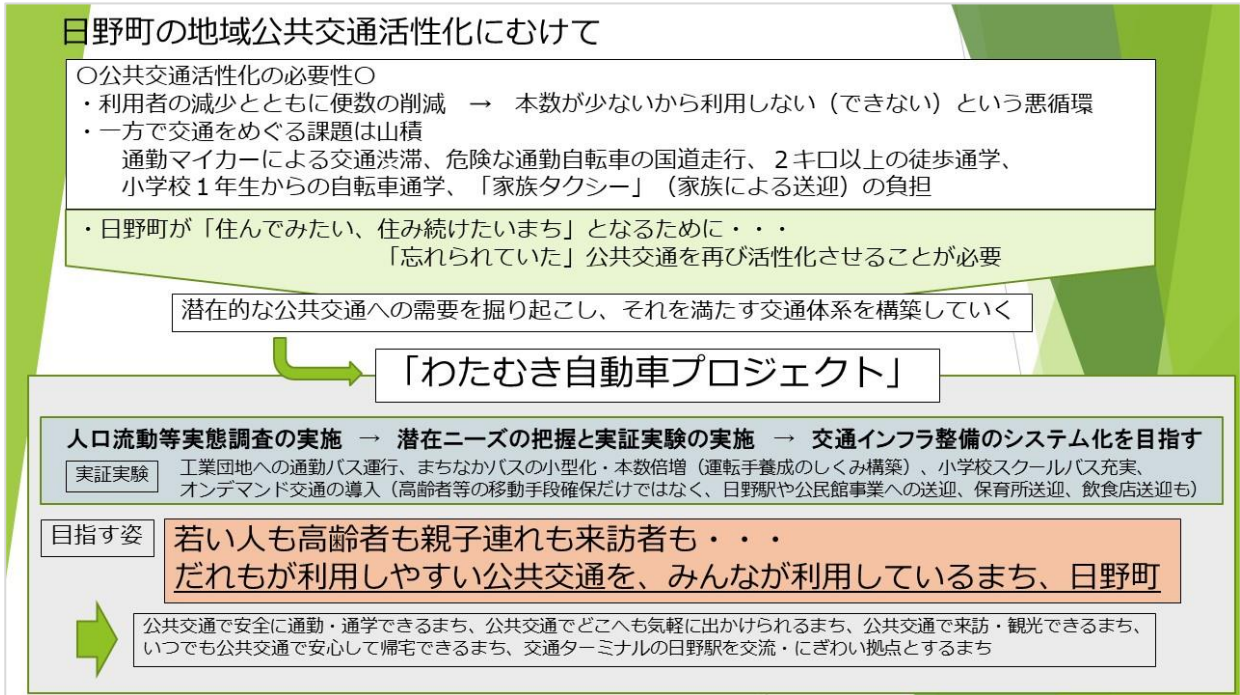 日野町の地域公共交通活性化にむけて
〇公共交通活性化の必要性〇
・利用者の減少とともに便数の削減　→　本数が少ないから利用しない（できない）という悪循環
・一方で交通をめぐる課題は山積
通勤マイカーによる交通渋滞、危険な通勤自転車の国道走行、２キロ以上の徒歩通学、
小学校１年生からの自転車通学、「家族タクシー」（家族による送迎）の負担
・日野町が「住んでみたい、住み続けたいまち」となるために・・・
「忘れられていた」公共交通を再び活性化させることが必要
潜在的な公共交通への需要を掘り起こし、それを満たす交通体系を構築していく
「わたむき自動車プロジェクト」
人口流動等実態調査の実施　→　潜在ニーズの把握と実証実験の実施　→　交通インフラ整備のシステム化を目指す
実証実験
工業団地への通勤バス運行、まちなかバスの小型化・本数倍増（運転手養成のしくみ構築）、小学校スクールバス充実、
オンデマンド交通の導入（高齢者等の移動手段確保だけではなく、日野駅や公民館事業への送迎、保育所送迎、飲食店送迎も）
目指す姿
若い人も高齢者も親子連れも来訪者も・・・
だれもが利用しやすい公共交通を、みんなが利用しているまち、日野町
公共交通で安全に通勤・通学できるまち、公共交通でどこへも気軽に出かけられるまち、公共交通で来訪・観光できるまち、
いつでも公共交通で安心して帰宅できるまち、交通ターミナルの日野駅を交流・にぎわい拠点とするまち